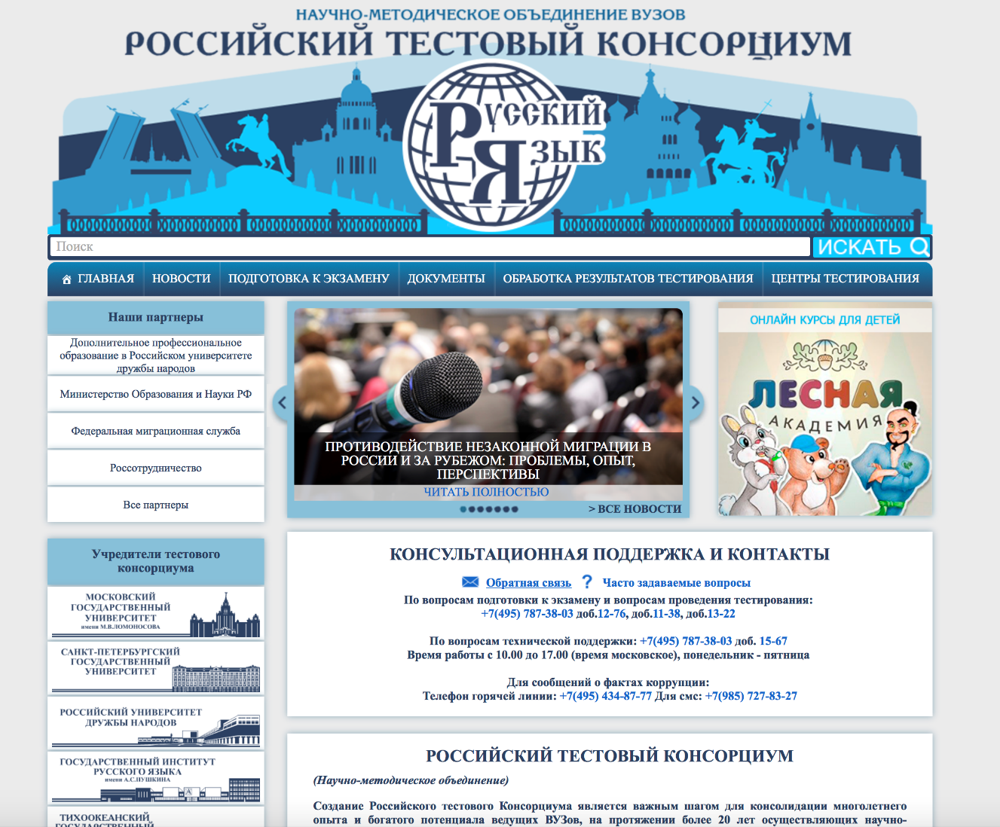 НАУЧНО-МЕТОДИЧЕСКОЕ ОБЪЕДИНЕНИЕ ВУЗОВ
РОССИЙСКИЙ ТЕСТОВЫЙ КОНСОРЦИУМ
Русский
Язык
Поиск
ИСКАТЬ
ГЛАВНАЯ
НОВОСТИ
ПОДГОТОВКА К ЭКЗАМЕНУ
ДОКУМЕНТЫ
ОБРАБОТКА РЕЗУЛЬТАТОВ ТЕСТИРОВАНИЯ
ЦЕНТРЫ ТЕСТИРОВАНИЯ
Наши партнеры
Дополнительное профессиональное
образование в Российском университете
дружбы народов
Министерство Образования и Науки РФ
Федеральная миграционная служба
Россотрудничество
Все партнеры
ПРОТИВОДЕЙСТВИЕ НЕЗАКОННОЙ МИГРАЦИИ В
РОССИИ И ЗА РУБЕЖОМ: ПРОБЛЕМЫ, ОПЫТ,
ПЕРСПЕКТИВЫ
ЧИТАТЬ ПОЛНОСТЬЮ
> ВСЕ НОВОСТИ
ОНЛАЙН КУРСЫ ДЛЯ ДЕТЕЙ
ЛЕСНАЯ
АКАДЕМИЯ
Учредители тестового
консорциума
МОСКОВСКИЙ
ГОСУДАРСТВЕННЫЙ
УНИВЕРСИТЕТ
имени М.В.ЛОМОНОСОВА
САНКТ-ПЕТЕРБУРГСКИЙ
ГОСУДАРСТВЕННЫЙ
УНИВЕРСИТЕТ
РОССИЙСКИЙ УНИВЕРСИТЕТ
ДРУЖБЫ НАРОДОВ
ГОСУДАРСТВЕННЫЙ ИНСТИТУТ
РУССКОГО ЯЗЫКА
имени А.С.ПУШКИНА
ТИХООКЕАНСКИЙ
ГОСУДАРСТВЕННЫЙ
КОНСУЛЬТАЦИОННАЯ ПОДДЕРЖКА И КОНТАКТЫ
Обратная связь ? Часто задаваемые вопросы
По вопросам подготовки к экзамену и вопросам проведения тестирования:
+7(495) 787-38-03 доб.12-76, доб.11-38, доб.13-22
По вопросам технической поддержки: +7(495) 787-38-03 доб. 15-67
Время работы с 10.00 до 17.00 (время московское), понедельник - пятница
Для сообщений о фактах коррупции:
Телефон горячей линии: +7(495) 434-87-77 Для смс: +7(985) 727-83-27
РОССИЙСКИЙ ТЕСТОВЫЙ КОНСОРЦИУМ
(Научно-методическое объединение)
Создание Российского тестового Консорциума является важным шагом для консолидации многолетнего
опыта и богатого потенциала ведущих ВУЗов, на протяжении более 20 лет осуществляющих научно-